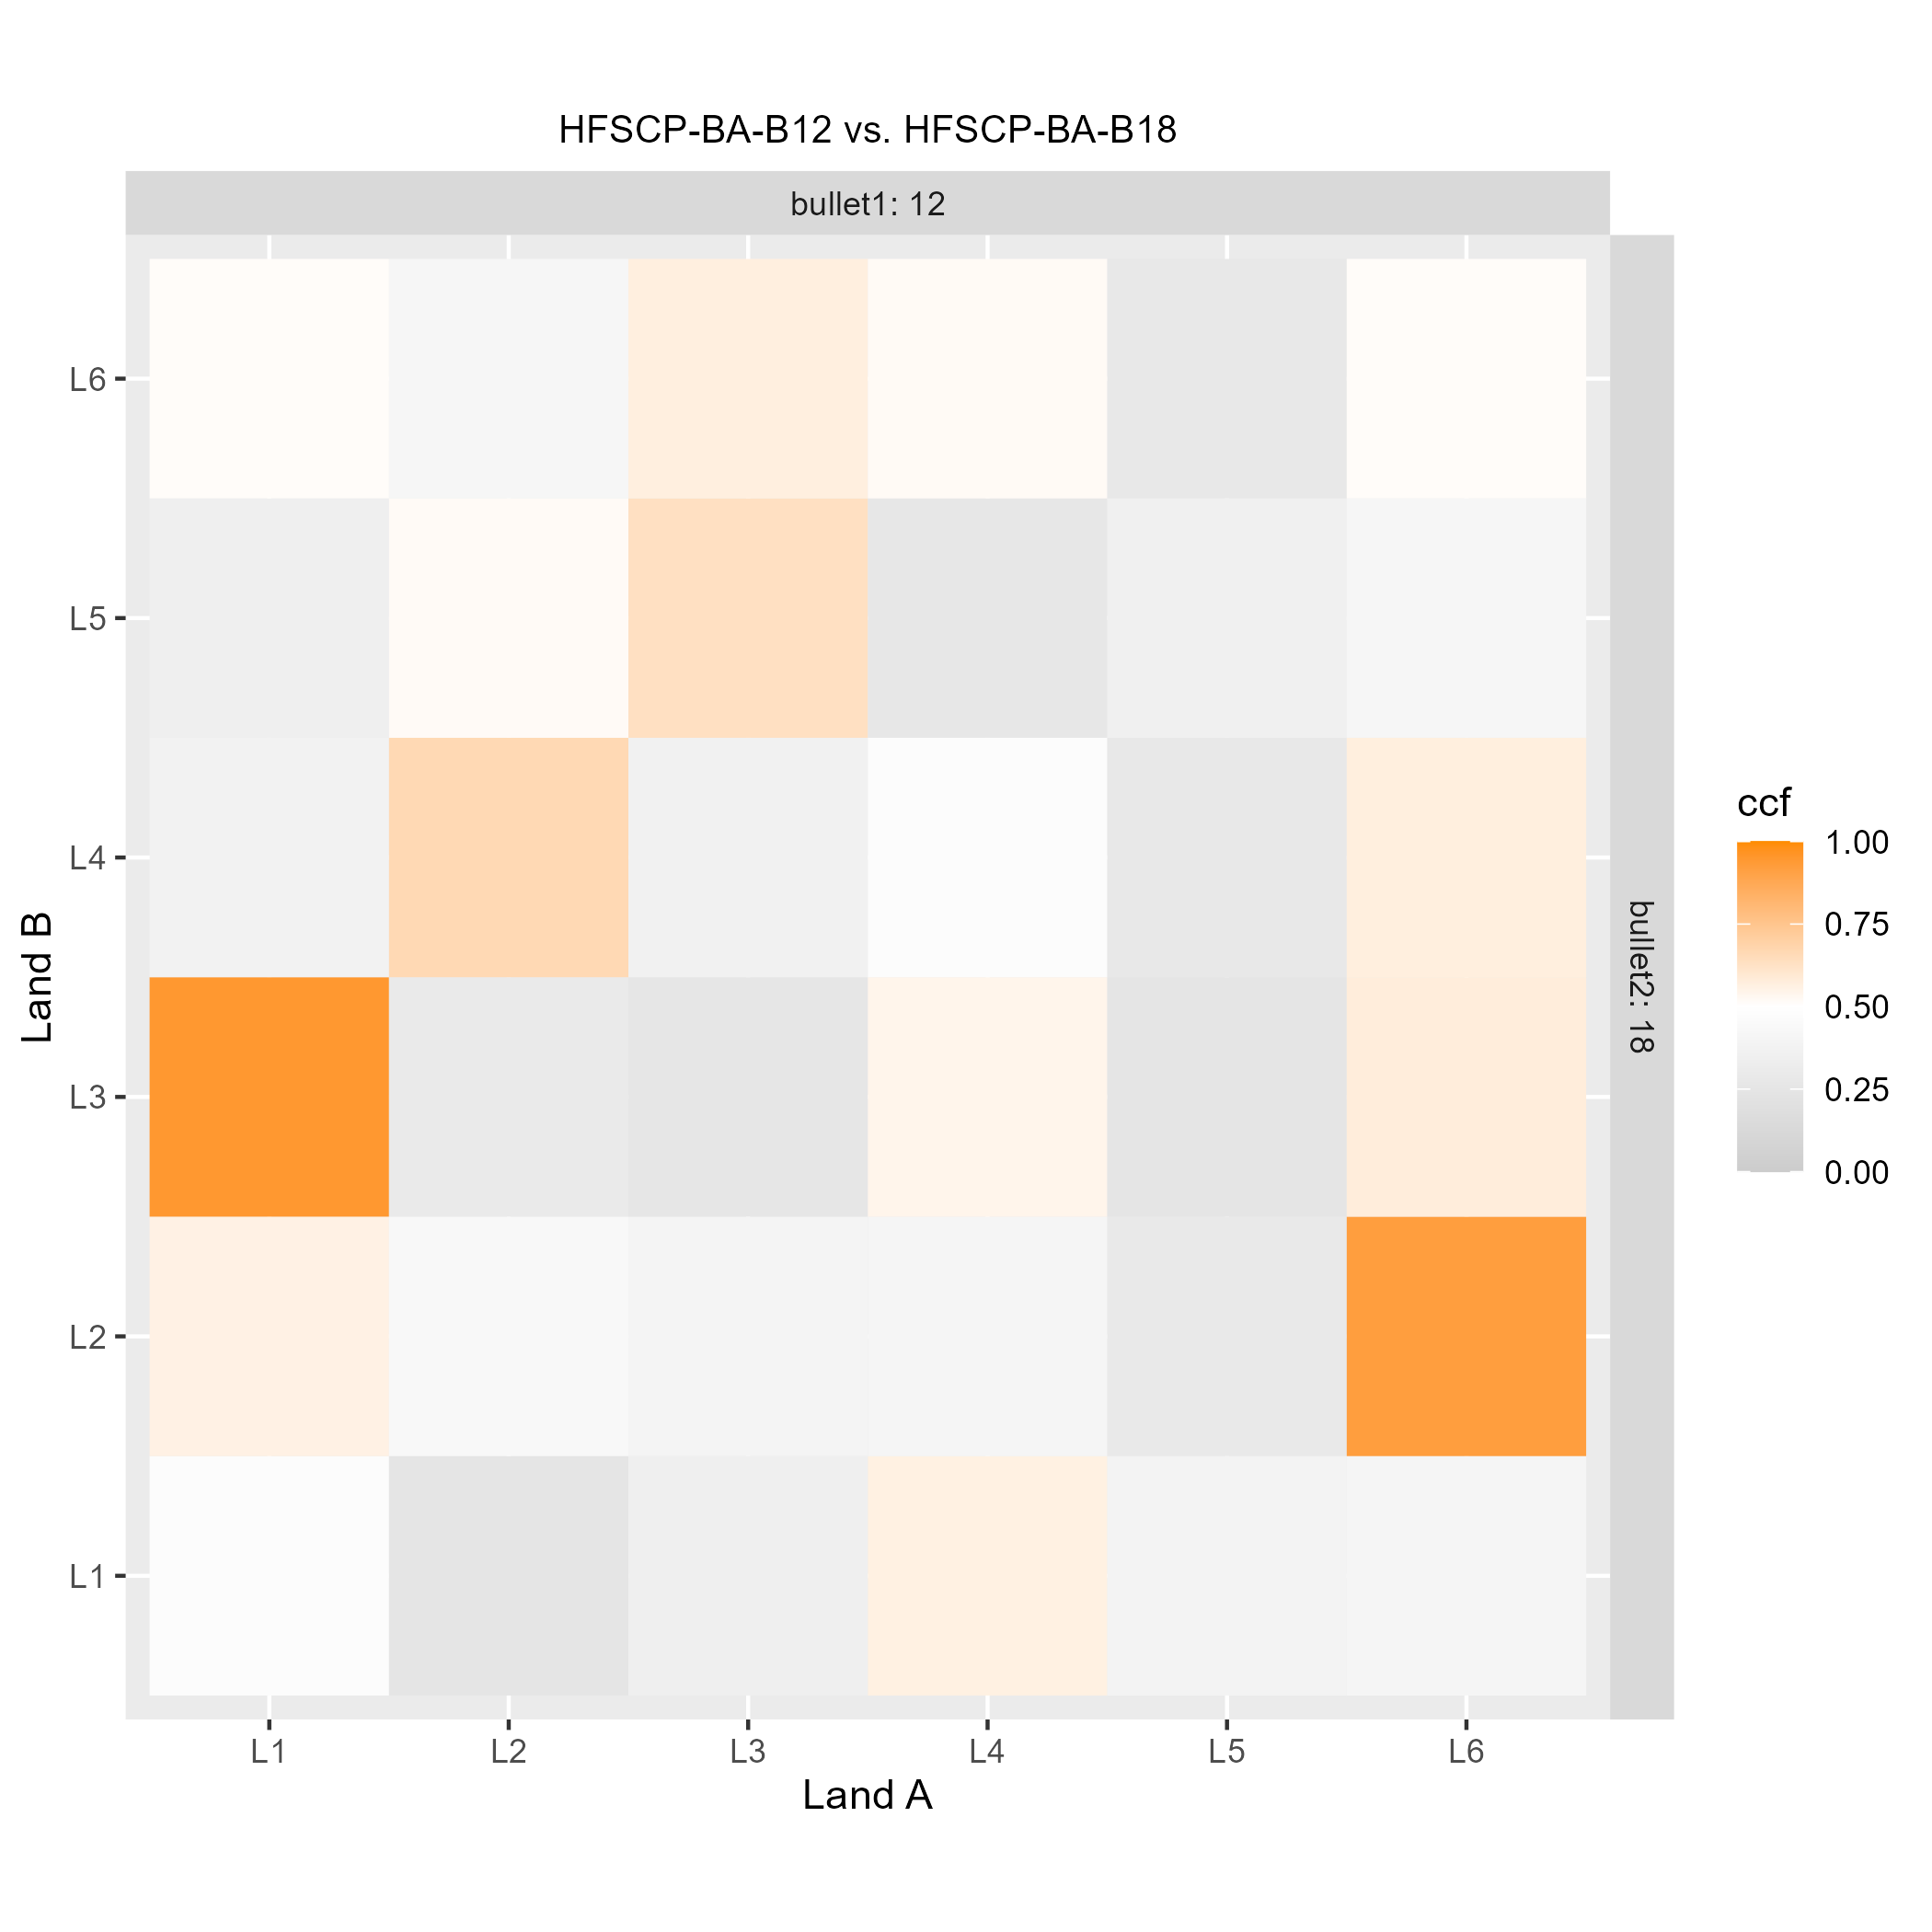 HFSCP-BA-B12 vs. HFSCP-BA-B18
bullet1: 12
L6
L5
L4
L3
L2
L1
Land B
bullet2: 18
L1 L2 L3 L4 L5 L6
Land A
ccf
1.00
0.75
0.50
0.25
0.00